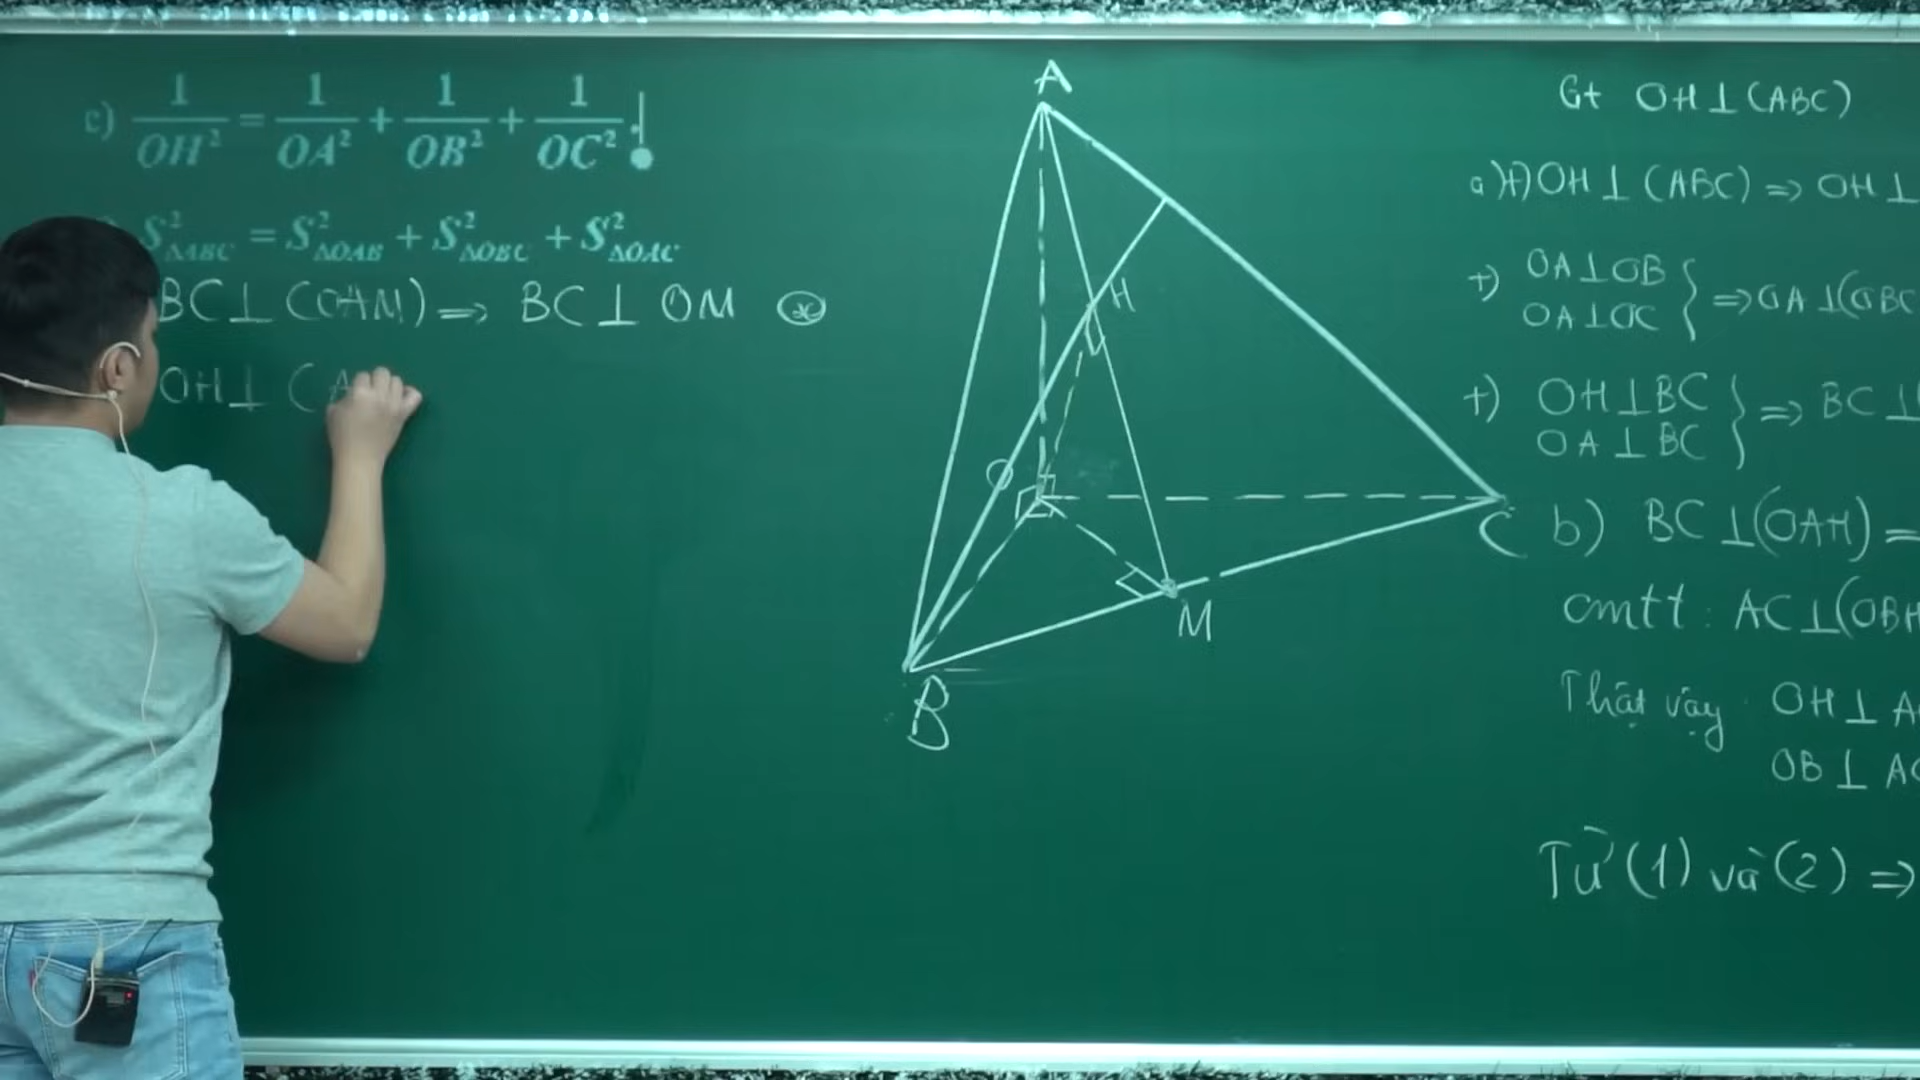 c) 1/OH² = 1/OA² + 1/OB² + 1/OC².
S²ΔABC = S²ΔOAB + S²ΔOBC + S²ΔOAC
BC ⊥ (OAM) ⇒ BC ⊥ OM ⊛
OH ⊥ (A
A
H
O
C
M
B
Gt OH ⊥ (ABC)
a) +) OH ⊥ (ABC) ⇒ OH ⊥
+) OA ⊥ OB
OA ⊥ OC } ⇒ OA ⊥ (OBC
+) OH ⊥ BC
OA ⊥ BC } ⇒ BC ⊥
b) BC ⊥ (OAH) =
cmtt : AC ⊥ (OBH
Thật vậy OH ⊥ A
OB ⊥ AC
Từ (1) và (2) ⇒